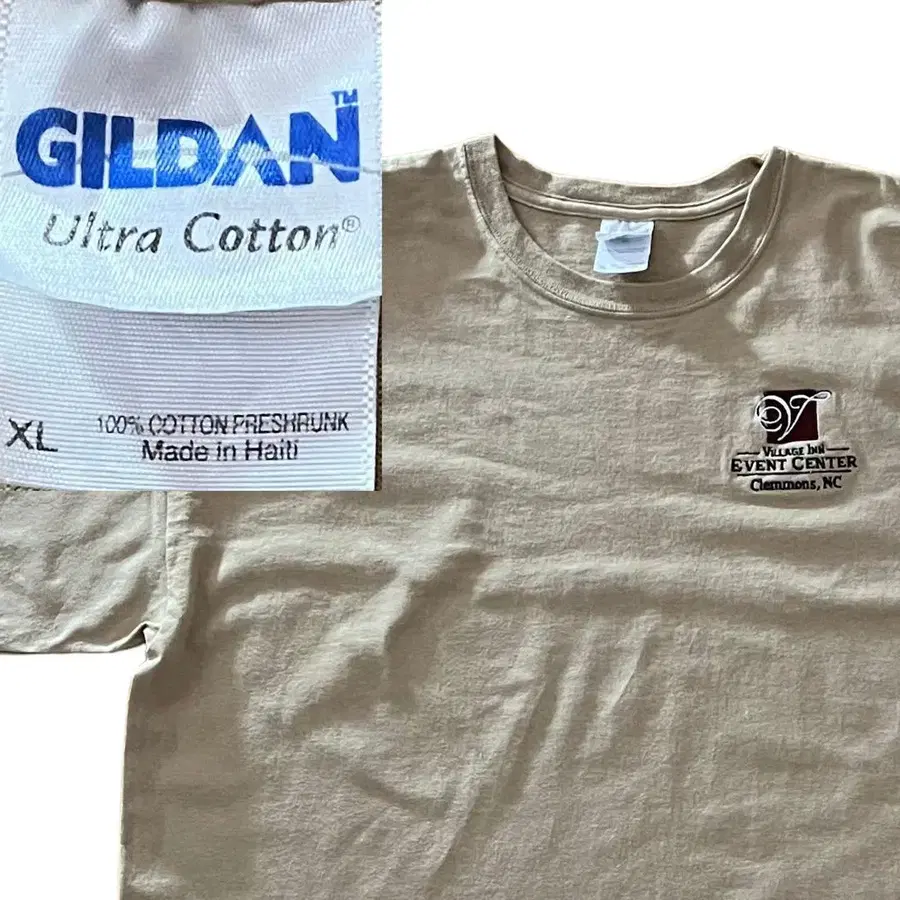 GILDAN™
Ultra Cotton®
XL
100% COTTON PRESHRUNK
Made in Haiti
V
VILLAGE INN
EVENT CENTER
Clemmons, NC